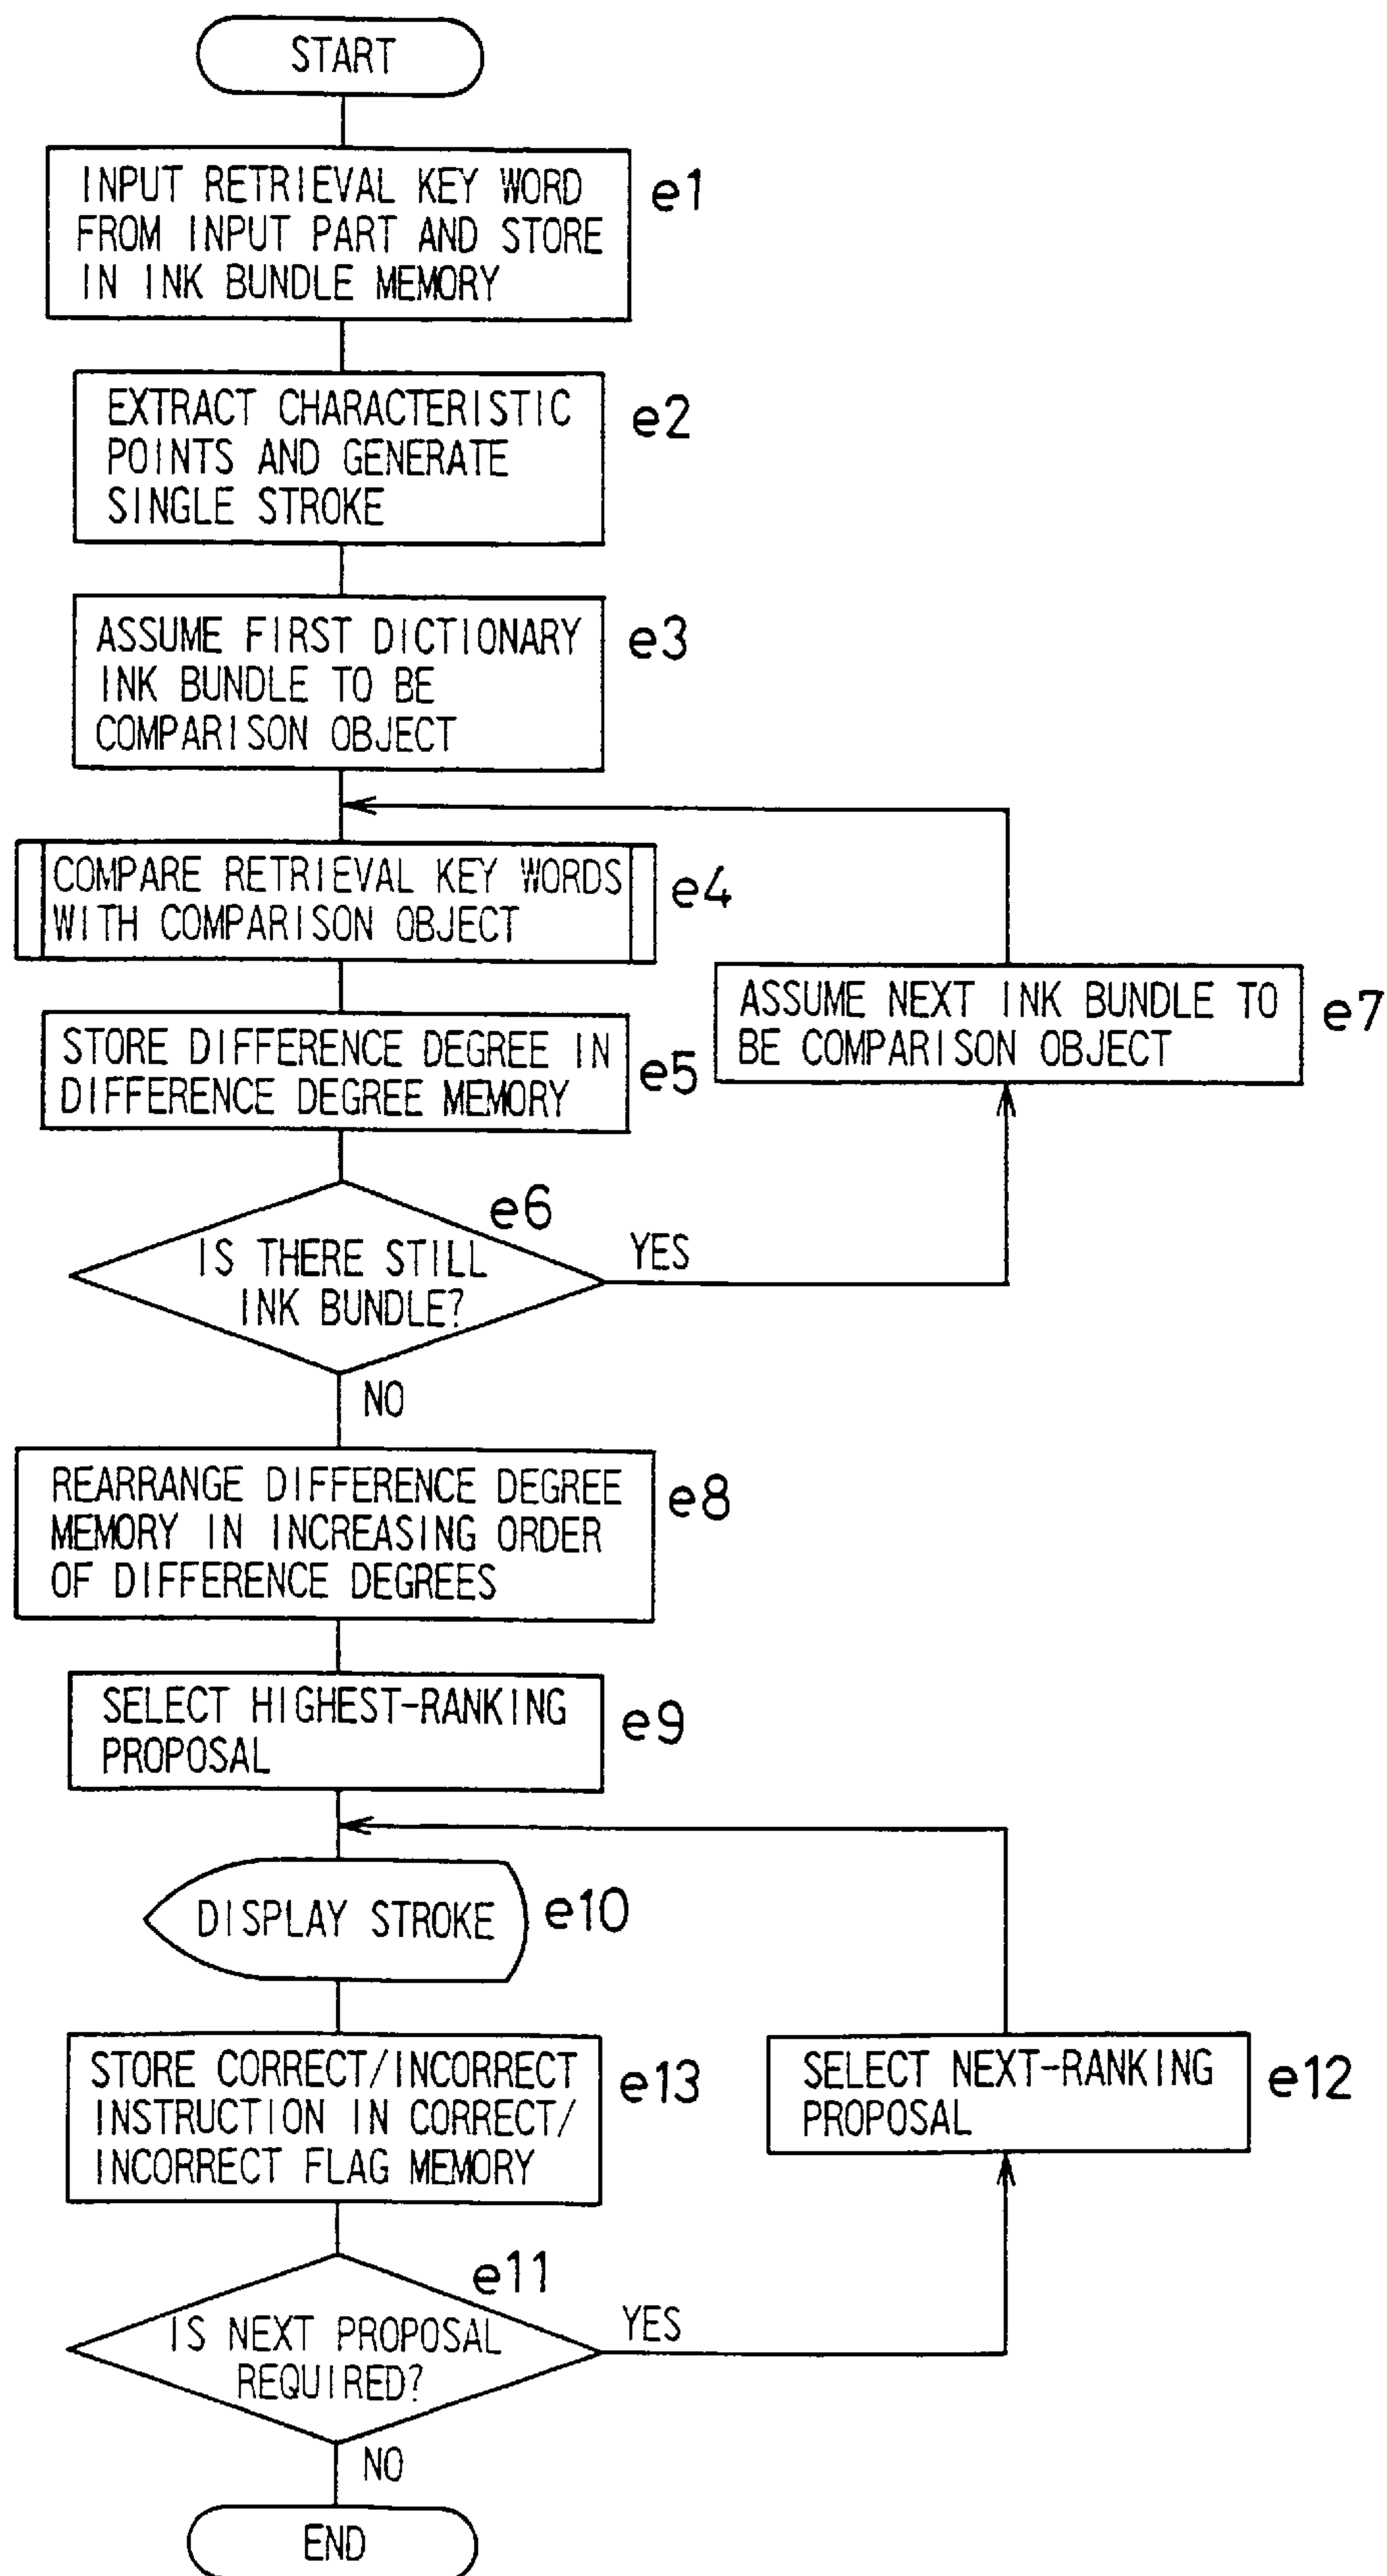 START
INPUT RETRIEVAL KEY WORD
FROM INPUT PART AND STORE
IN INK BUNDLE MEMORY
e1
EXTRACT CHARACTERISTIC
POINTS AND GENERATE
SINGLE STROKE
e2
ASSUME FIRST DICTIONARY
INK BUNDLE TO BE
COMPARISON OBJECT
e3
COMPARE RETRIEVAL KEY WORDS
WITH COMPARISON OBJECT
e4
ASSUME NEXT INK BUNDLE TO
BE COMPARISON OBJECT
e7
STORE DIFFERENCE DEGREE IN
DIFFERENCE DEGREE MEMORY
e5
e6
IS THERE STILL
INK BUNDLE?
YES
NO
REARRANGE DIFFERENCE DEGREE
MEMORY IN INCREASING ORDER
OF DIFFERENCE DEGREES
e8
SELECT HIGHEST-RANKING
PROPOSAL
e9
DISPLAY STROKE
e10
STORE CORRECT/INCORRECT
INSTRUCTION IN CORRECT/
INCORRECT FLAG MEMORY
e13
SELECT NEXT-RANKING
PROPOSAL
e12
e11
IS NEXT PROPOSAL
REQUIRED?
YES
NO
END